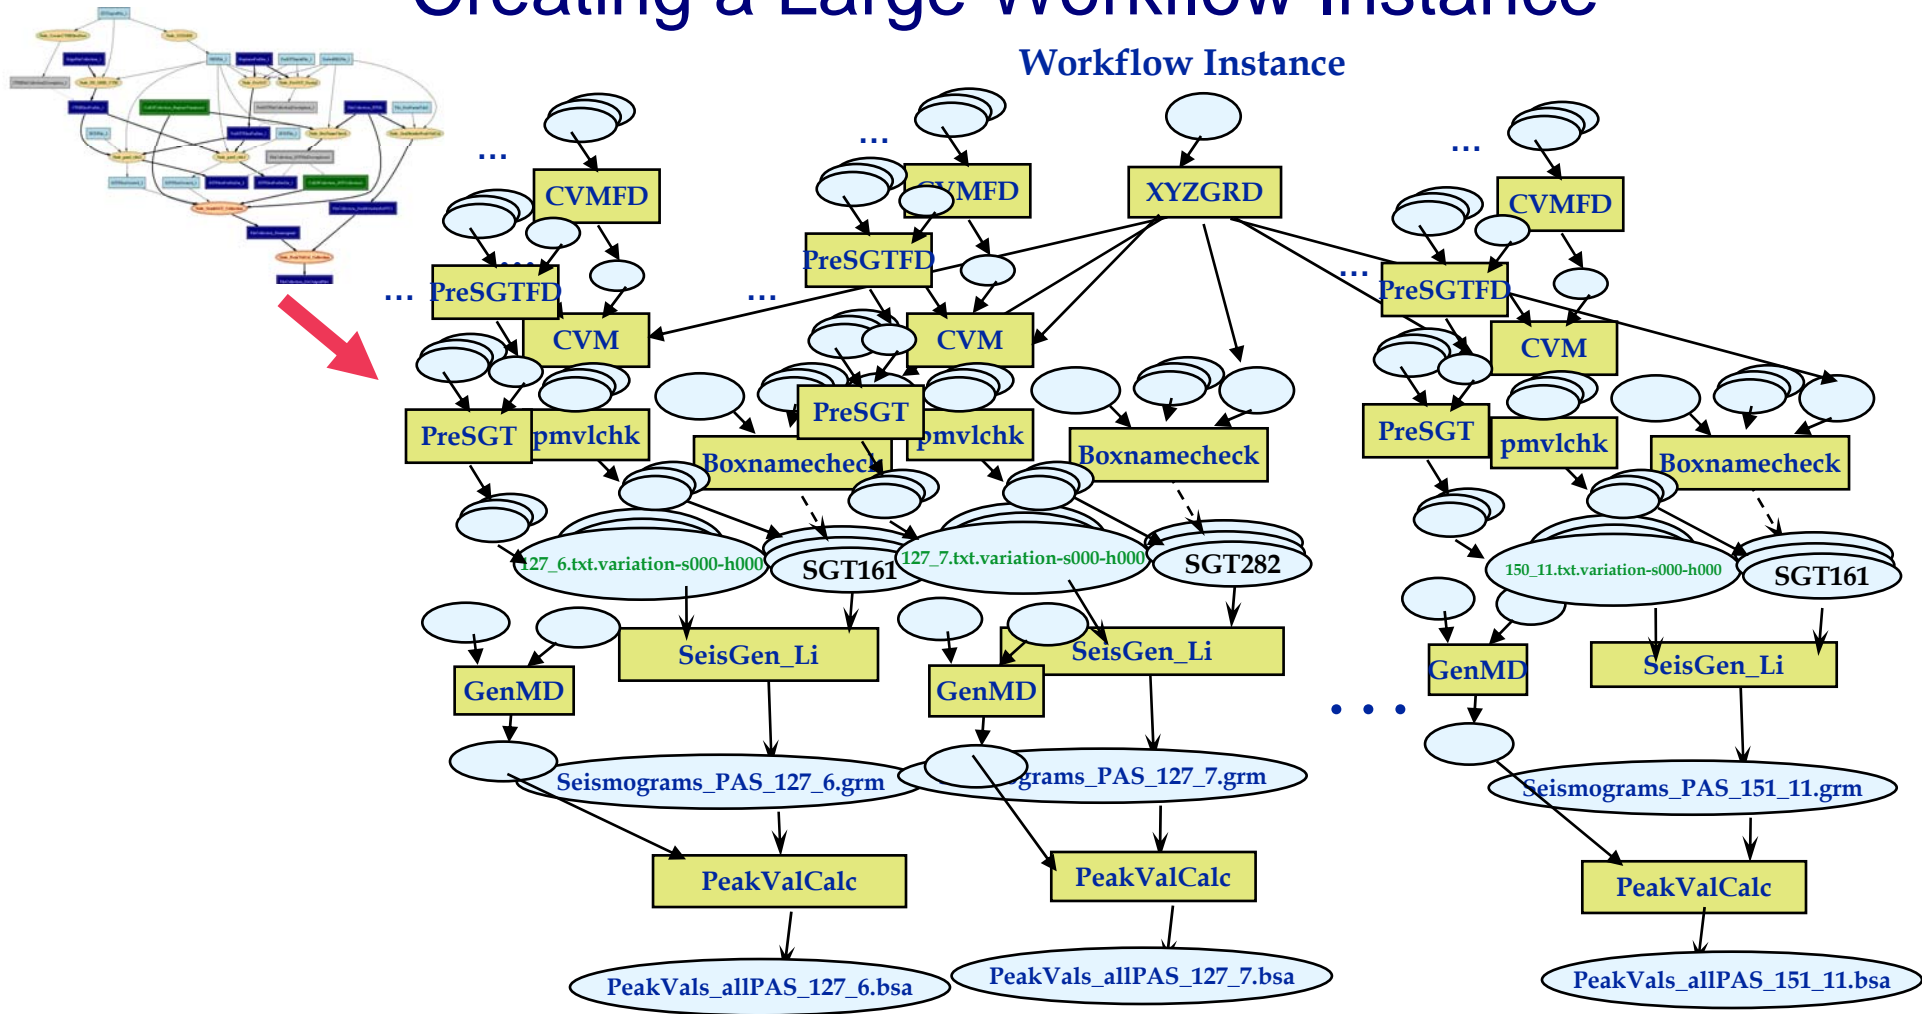 Creating a Large Workflow Instance
Workflow Instance
...
...
...
CVMFD
CVMFD
XYZGRD
CVMFD
...
PreSGTFD
PreSGTFD
PreSGTFD
...
...
...
CVM
CVM
CVM
PreSGT
pmvlchk
Boxnamecheck
PreSGT
pmvlchk
Boxnamecheck
PreSGT
pmvlchk
Boxnamecheck
127_6.txt.variation-s000-h000
SGT161
127_7.txt.variation-s000-h000
SGT282
150_11.txt.variation-s000-h000
SGT161
SeisGen_Li
SeisGen_Li
SeisGen_Li
GenMD
GenMD
GenMD
...
Seismograms_PAS_127_6.grm
grams_PAS_127_7.grm
Seismograms_PAS_151_11.grm
PeakValCalc
PeakValCalc
PeakValCalc
PeakVals_allPAS_127_6.bsa
PeakVals_allPAS_127_7.bsa
PeakVals_allPAS_151_11.bsa